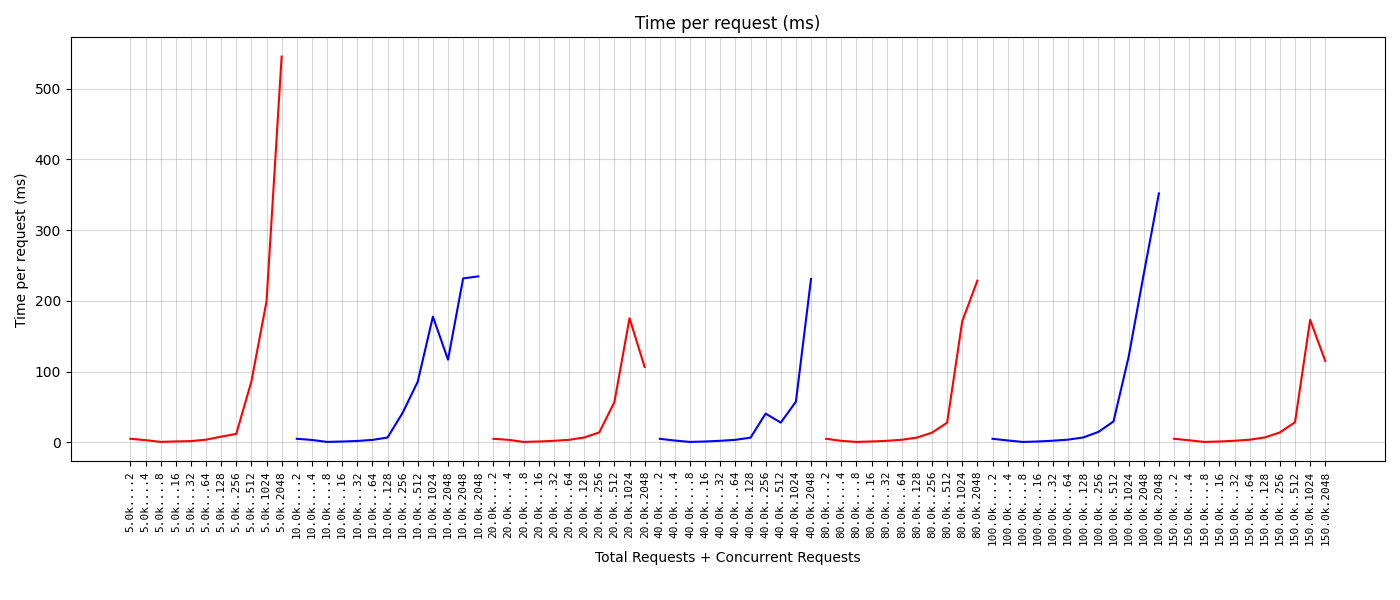 Time per request (ms)
Time per request (ms)
500
400
300
200
100
0
5.0k....2
5.0k....4
5.0k....8
5.0k...16
5.0k...32
5.0k...64
5.0k..128
5.0k..256
5.0k..512
5.0k.1024
5.0k.2048
10.0k....2
10.0k....4
10.0k....8
10.0k...16
10.0k...32
10.0k...64
10.0k..128
10.0k..256
10.0k..512
10.0k.1024
10.0k.2048
10.0k.2048
10.0k.2048
20.0k....2
20.0k....4
20.0k....8
20.0k...16
20.0k...32
20.0k...64
20.0k..128
20.0k..256
20.0k..512
20.0k.1024
20.0k.2048
40.0k....2
40.0k....4
40.0k....8
40.0k...16
40.0k...32
40.0k...64
40.0k..128
40.0k..256
40.0k..512
40.0k.1024
40.0k.2048
80.0k....2
80.0k....4
80.0k....8
80.0k...16
80.0k...32
80.0k...64
80.0k..128
80.0k..256
80.0k..512
80.0k.1024
80.0k.2048
100.0k....2
100.0k....4
100.0k....8
100.0k...16
100.0k...32
100.0k...64
100.0k..128
100.0k..256
100.0k..512
100.0k.1024
100.0k.2048
100.0k.2048
150.0k....2
150.0k....4
150.0k....8
150.0k...16
150.0k...32
150.0k...64
150.0k..128
150.0k..256
150.0k..512
150.0k.1024
150.0k.2048
Total Requests + Concurrent Requests